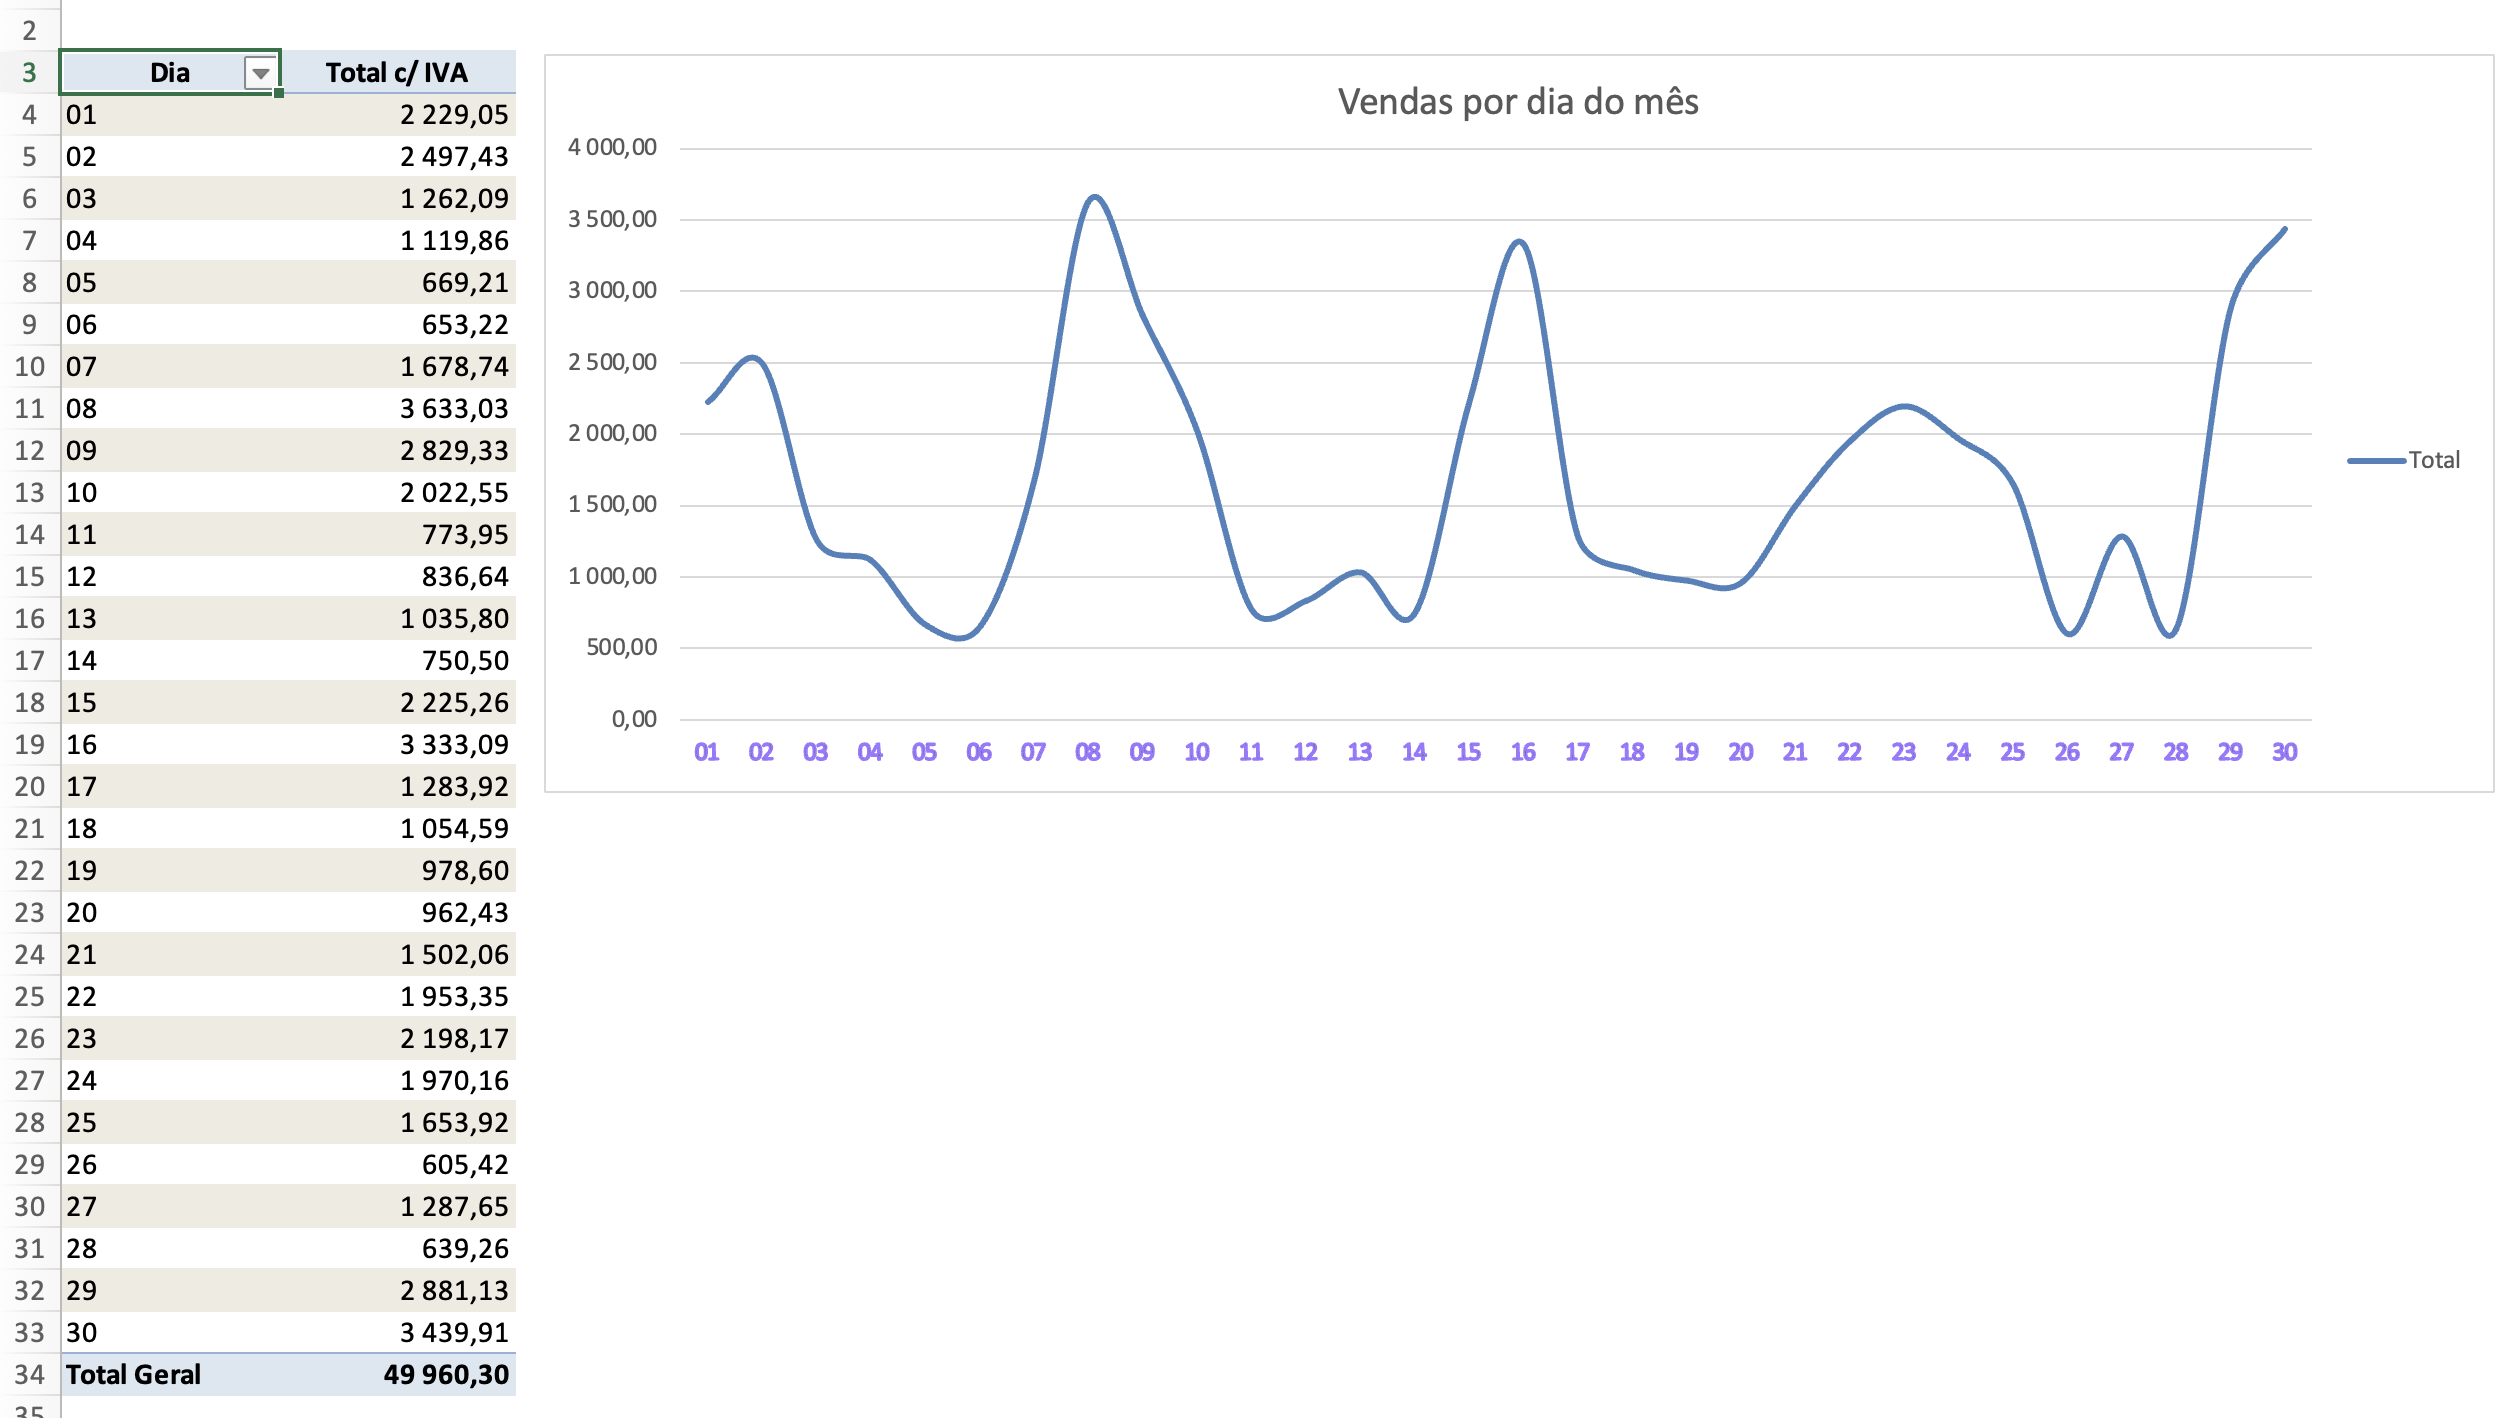 2
3 Dia Total c/ IVA
4 01 2 229,05
5 02 2 497,43
6 03 1 262,09
7 04 1 119,86
8 05 669,21
9 06 653,22
10 07 1 678,74
11 08 3 633,03
12 09 2 829,33
13 10 2 022,55
14 11 773,95
15 12 836,64
16 13 1 035,80
17 14 750,50
18 15 2 225,26
19 16 3 333,09
20 17 1 283,92
21 18 1 054,59
22 19 978,60
23 20 962,43
24 21 1 502,06
25 22 1 953,35
26 23 2 198,17
27 24 1 970,16
28 25 1 653,92
29 26 605,42
30 27 1 287,65
31 28 639,26
32 29 2 881,13
33 30 3 439,91
34 Total Geral 49 960,30
35
Vendas por dia do mês
4 000,00
3 500,00
3 000,00
2 500,00
2 000,00
1 500,00
1 000,00
500,00
0,00
01 02 03 04 05 06 07 08 09 10 11 12 13 14 15 16 17 18 19 20 21 22 23 24 25 26 27 28 29 30
Total